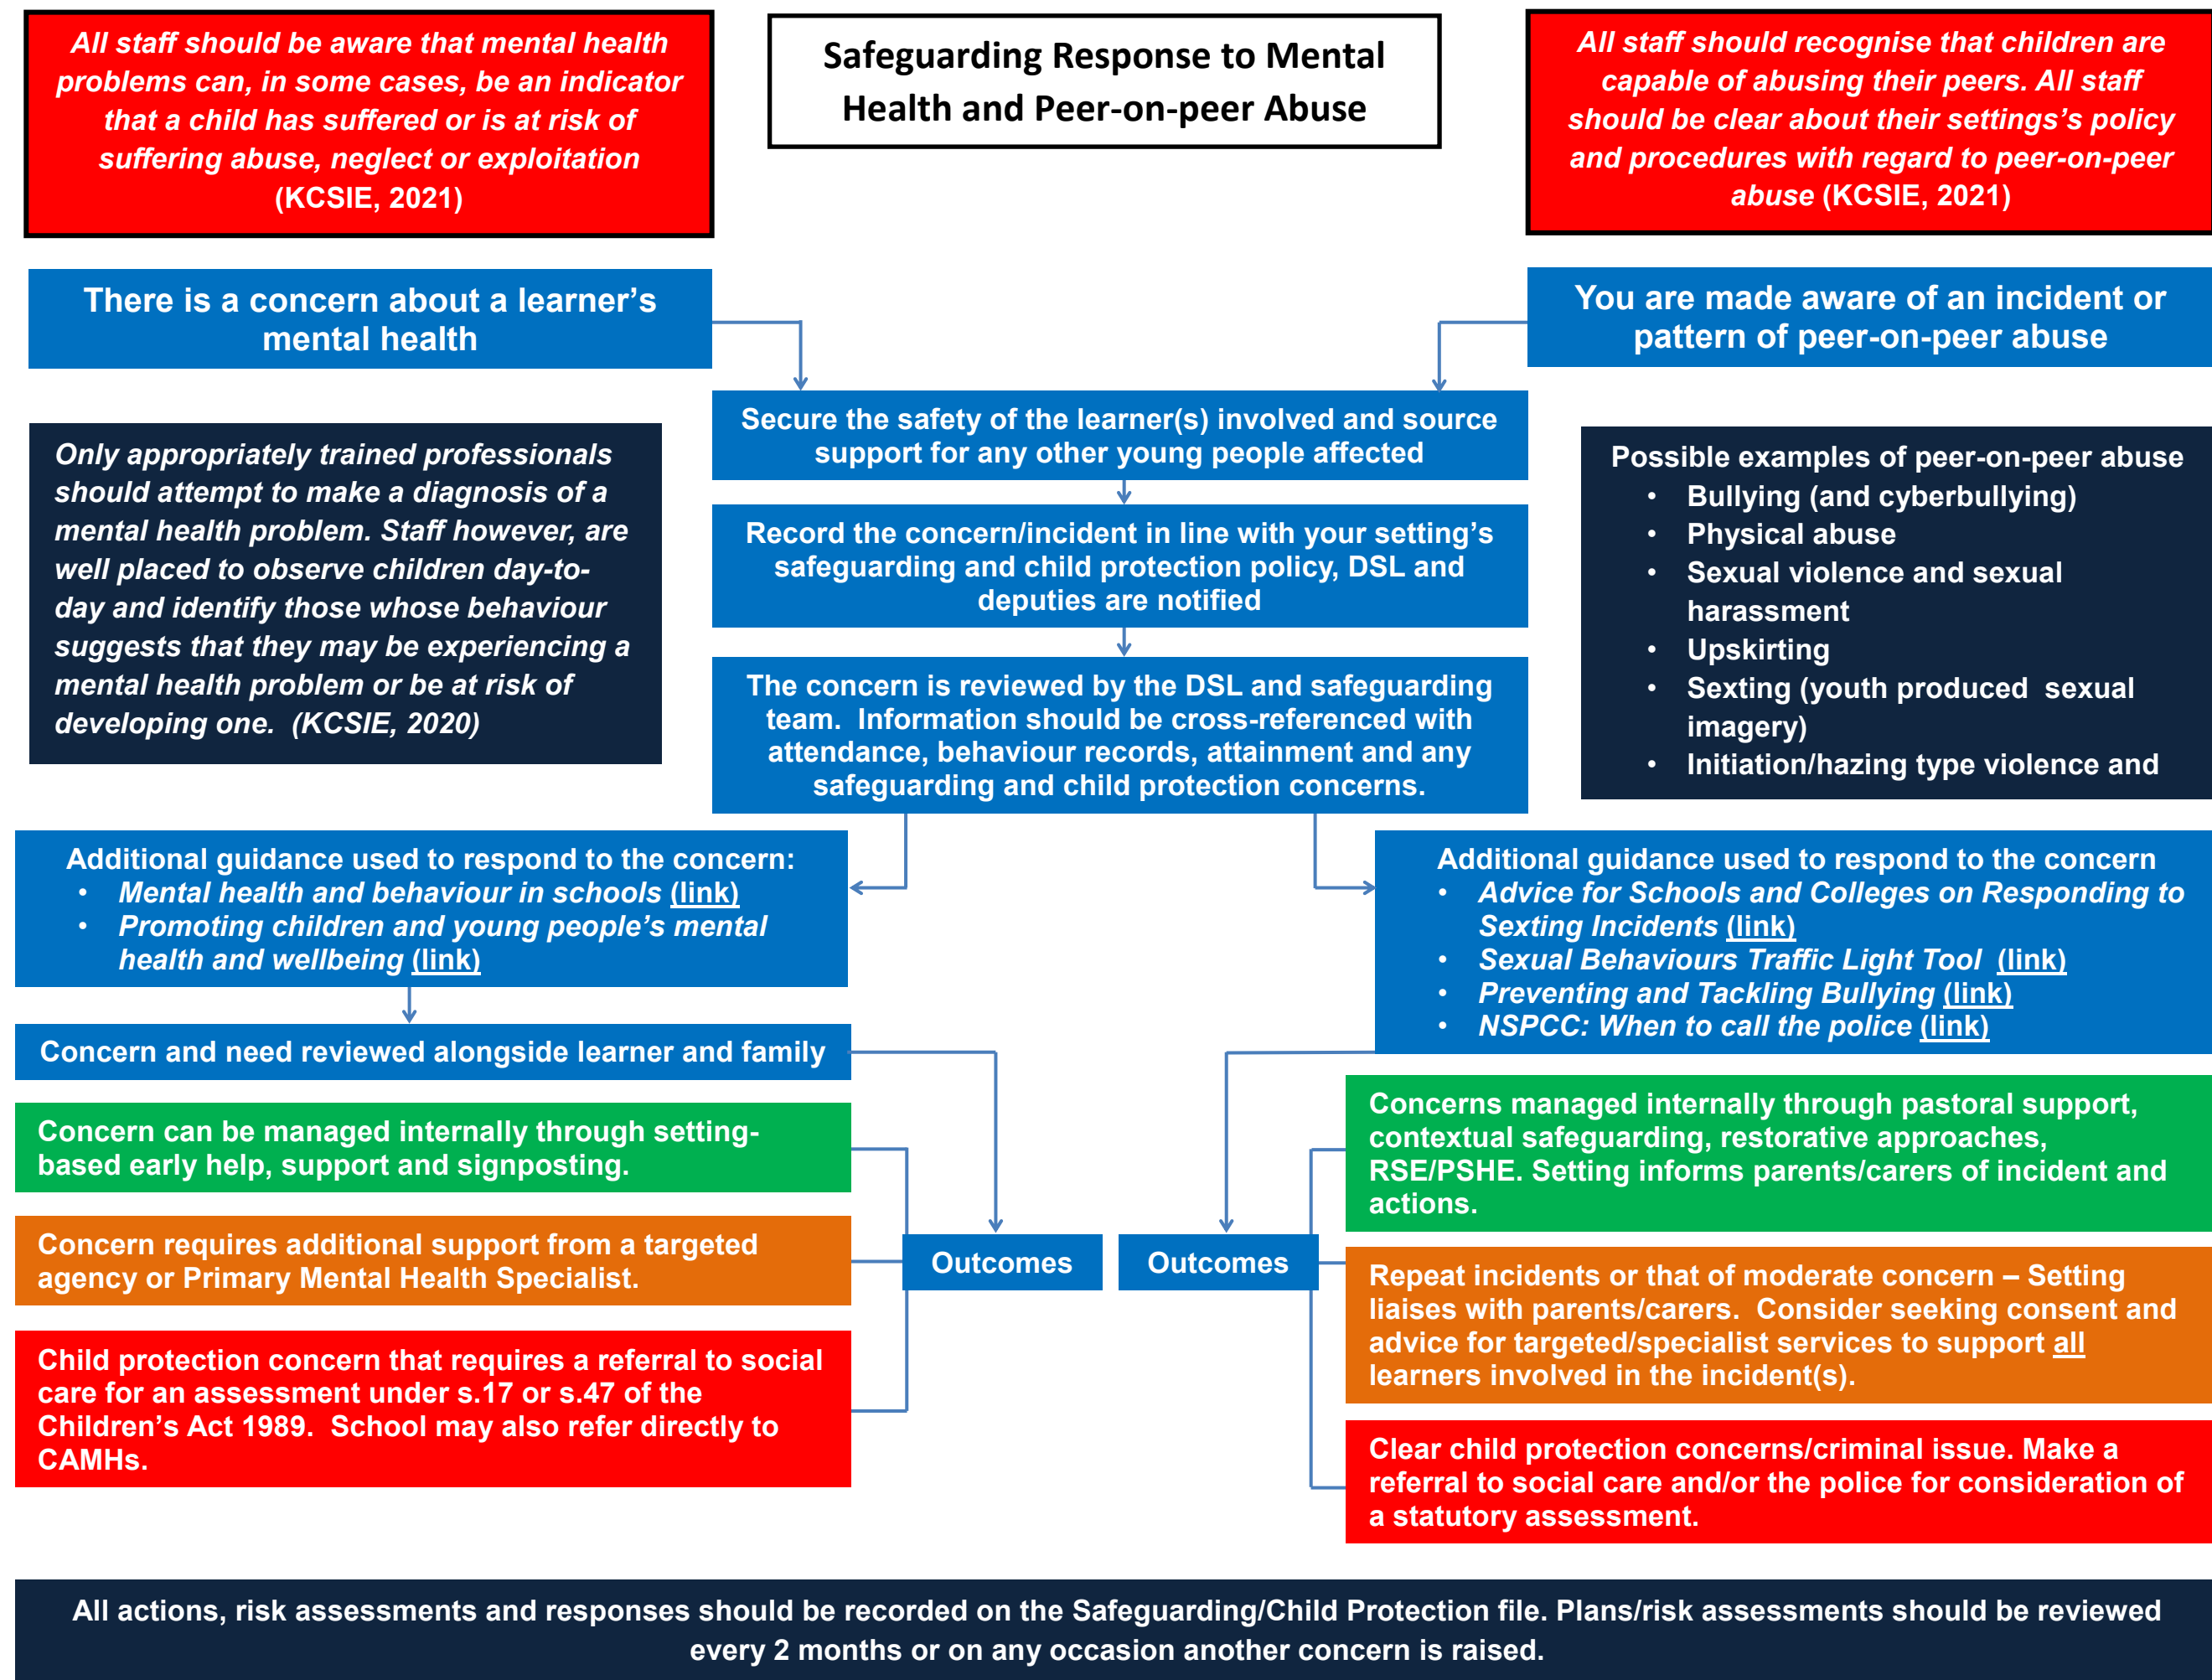 All staff should be aware that mental health
problems can, in some cases, be an indicator
that a child has suffered or is at risk of
suffering abuse, neglect or exploitation
(KCSIE, 2021)
Safeguarding Response to Mental
Health and Peer-on-peer Abuse
All staff should recognise that children are
capable of abusing their peers. All staff
should be clear about their settings's policy
and procedures with regard to peer-on-peer
abuse (KCSIE, 2021)
There is a concern about a learner’s
mental health
You are made aware of an incident or
pattern of peer-on-peer abuse
Secure the safety of the learner(s) involved and source
support for any other young people affected
Only appropriately trained professionals
should attempt to make a diagnosis of a
mental health problem. Staff however, are
well placed to observe children day-to-
day and identify those whose behaviour
suggests that they may be experiencing a
mental health problem or be at risk of
developing one.  (KCSIE, 2020)
Record the concern/incident in line with your setting’s
safeguarding and child protection policy, DSL and
deputies are notified
The concern is reviewed by the DSL and safeguarding
team.  Information should be cross-referenced with
attendance, behaviour records, attainment and any
safeguarding and child protection concerns.
Possible examples of peer-on-peer abuse
• Bullying (and cyberbullying)
• Physical abuse
• Sexual violence and sexual
harassment
• Upskirting
• Sexting (youth produced  sexual
imagery)
• Initiation/hazing type violence and
Additional guidance used to respond to the concern:
• Mental health and behaviour in schools (link)
• Promoting children and young people’s mental
health and wellbeing (link)
Additional guidance used to respond to the concern
• Advice for Schools and Colleges on Responding to
Sexting Incidents (link)
• Sexual Behaviours Traffic Light Tool  (link)
• Preventing and Tackling Bullying (link)
• NSPCC: When to call the police (link)
Concern and need reviewed alongside learner and family
Concern can be managed internally through setting-
based early help, support and signposting.
Concern requires additional support from a targeted
agency or Primary Mental Health Specialist.
Child protection concern that requires a referral to social
care for an assessment under s.17 or s.47 of the
Children’s Act 1989.  School may also refer directly to
CAMHs.
Outcomes
Outcomes
Concerns managed internally through pastoral support,
contextual safeguarding, restorative approaches,
RSE/PSHE. Setting informs parents/carers of incident and
actions.
Repeat incidents or that of moderate concern – Setting
liaises with parents/carers.  Consider seeking consent and
advice for targeted/specialist services to support all
learners involved in the incident(s).
Clear child protection concerns/criminal issue. Make a
referral to social care and/or the police for consideration of
a statutory assessment.
All actions, risk assessments and responses should be recorded on the Safeguarding/Child Protection file. Plans/risk assessments should be reviewed
every 2 months or on any occasion another concern is raised.